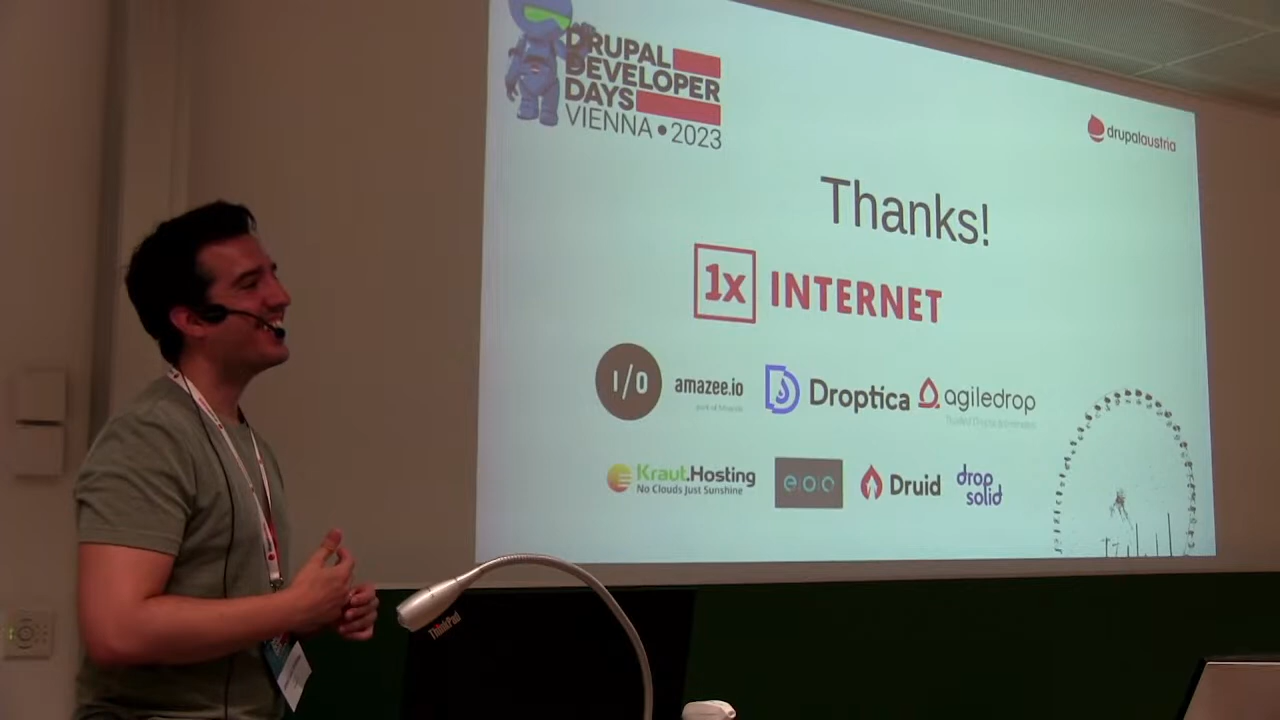 DRUPAL
DEVELOPER
DAYS
VIENNA • 2023
drupalaustria
Thanks!
1x INTERNET
I/O amazee.io
Droptica
agiledrop
Kraut.Hosting
No Clouds Just Sunshine
Druid
drop
solid
ThinkPad